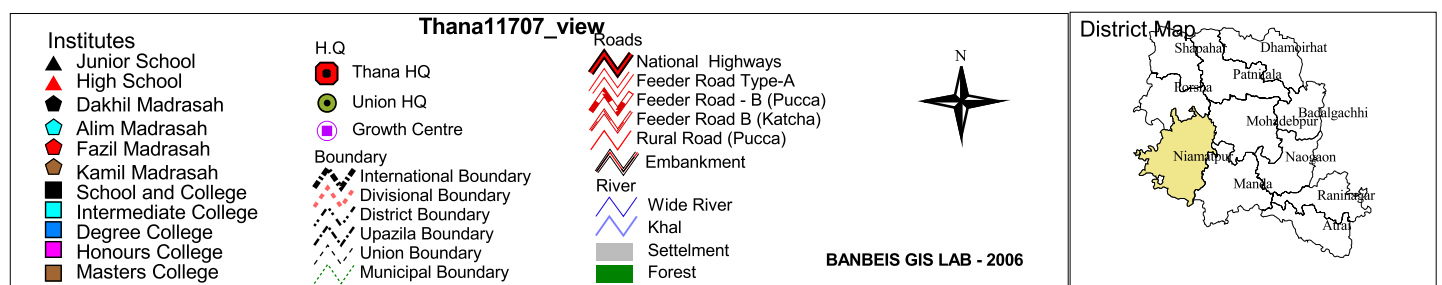 Thana11707_view
Institutes
Junior School
High School
Dakhil Madrasah
Alim Madrasah
Fazil Madrasah
Kamil Madrasah
School and College
Intermediate College
Degree College
Honours College
Masters College
H.Q
Thana HQ
Union HQ
Growth Centre
Boundary
International Boundary
Divisional Boundary
District Boundary
Upazila Boundary
Union Boundary
Municipal Boundary
Roads
National Highways
Feeder Road Type-A
Feeder Road - B (Pucca)
Feeder Road B (Katcha)
Rural Road (Pucca)
Embankment
River
Wide River
Khal
Settelment
Forest
N
BANBEIS GIS LAB - 2006
District Map
Shapahar
Dhamoirhat
Patnitala
Porsha
Badalgachhi
Mohadebpur
Niamatpur
Naogaon
Manda
Raninagar
Atrai